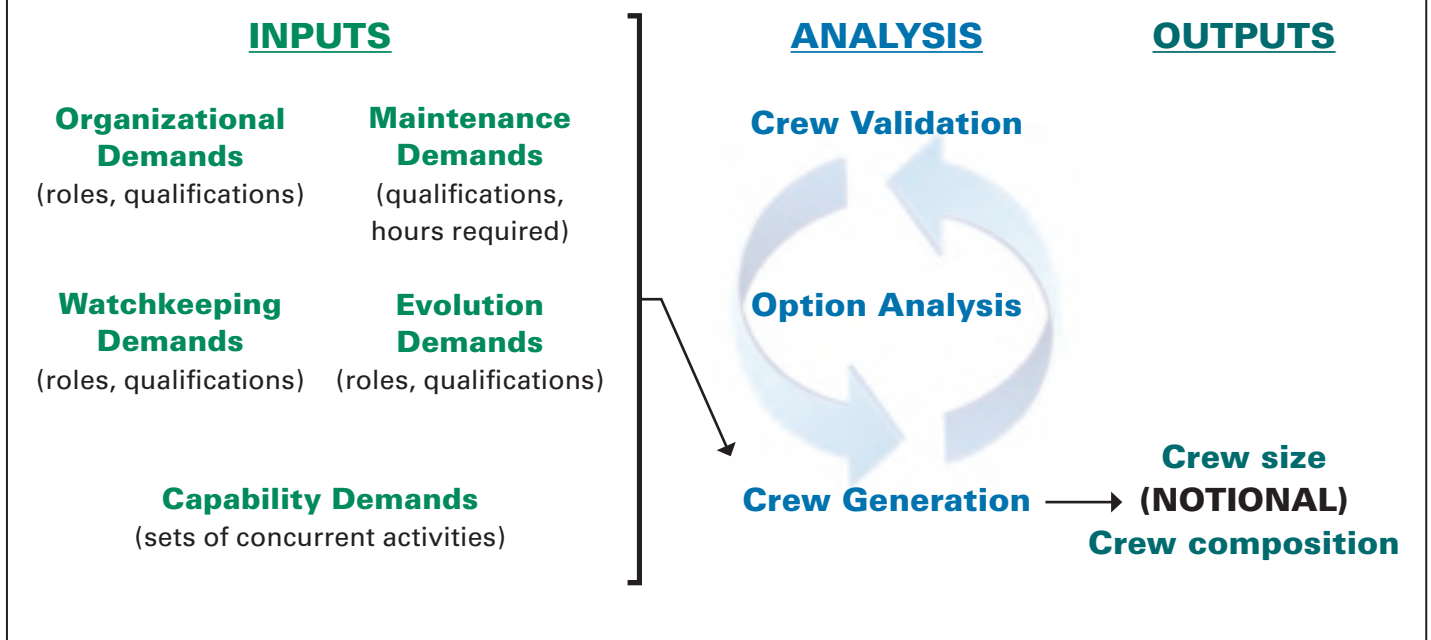 INPUTS
Organizational
Demands
(roles, qualifications)
Maintenance
Demands
(qualifications,
hours required)
Watchkeeping
Demands
(roles, qualifications)
Evolution
Demands
(roles, qualifications)
Capability Demands
(sets of concurrent activities)
ANALYSIS
Crew Validation
Option Analysis
Crew Generation
OUTPUTS
Crew size
(NOTIONAL)
Crew composition